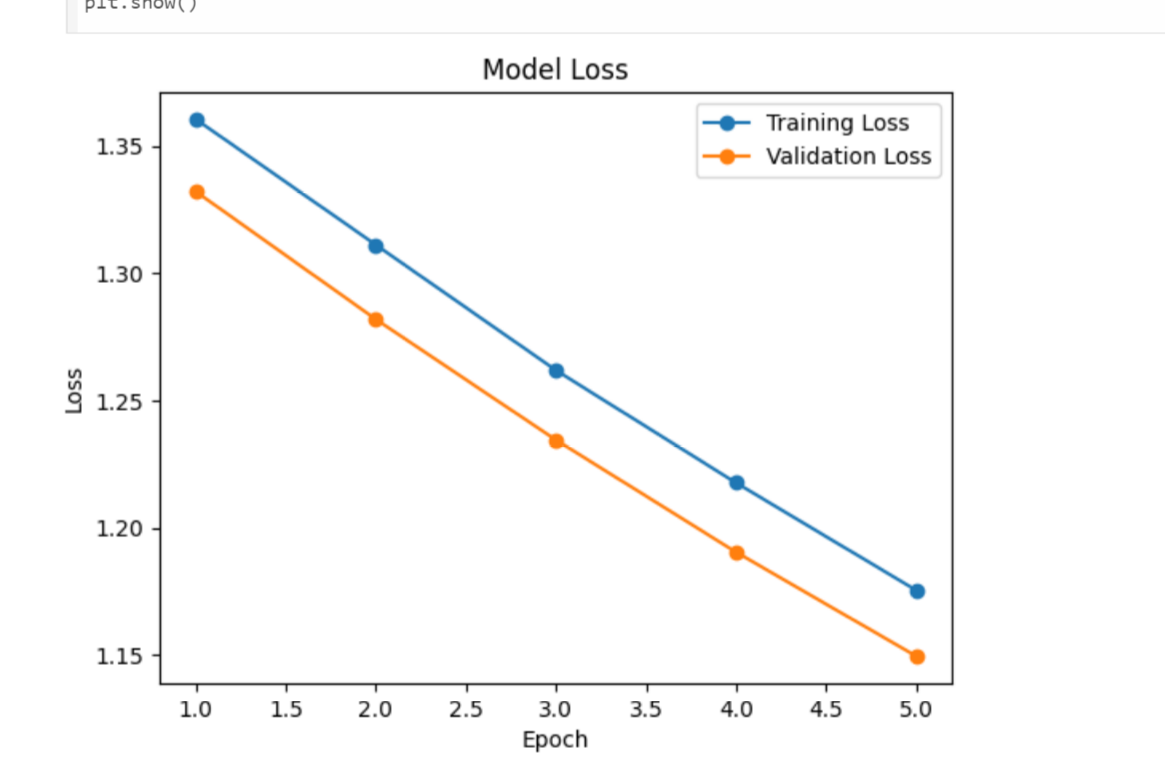 plt.show()
Model Loss
Training Loss
Validation Loss
1.35
1.30
1.25
1.20
1.15
Loss
1.0 1.5 2.0 2.5 3.0 3.5 4.0 4.5 5.0
Epoch